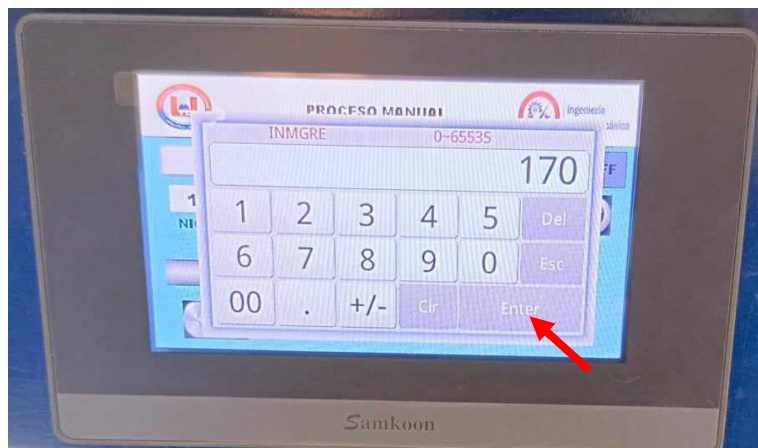 PROCESO MANUAL
Ingeniería
INMGRE 0~65535
170
1 2 3 4 5 Del
6 7 8 9 0 Esc
00 . +/- Clr Enter
Samkoon